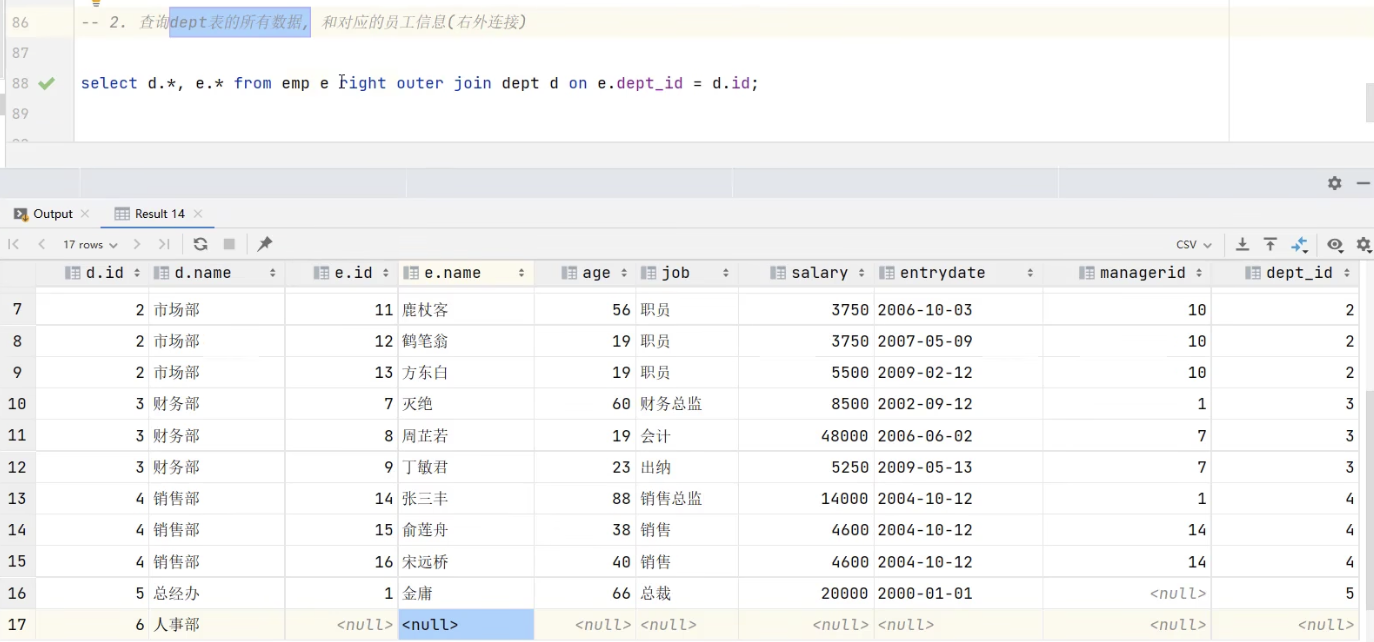 86 -- 2. 查询dept表的所有数据, 和对应的员工信息(右外连接)
87
88 select d.*, e.* from emp e right outer join dept d on e.dept_id = d.id;
89
Output Result 14
17 rows CSV
d.id d.name e.id e.name age job salary entrydate managerid dept_id
7 2 市场部 11 鹿杖客 56 职员 3750 2006-10-03 10 2
8 2 市场部 12 鹤笔翁 19 职员 3750 2007-05-09 10 2
9 2 市场部 13 方东白 19 职员 5500 2009-02-12 10 2
10 3 财务部 7 灭绝 60 财务总监 8500 2002-09-12 1 3
11 3 财务部 8 周芷若 19 会计 48000 2006-06-02 7 3
12 3 财务部 9 丁敏君 23 出纳 5250 2009-05-13 7 3
13 4 销售部 14 张三丰 88 销售总监 14000 2004-10-12 1 4
14 4 销售部 15 俞莲舟 38 销售 4600 2004-10-12 14 4
15 4 销售部 16 宋远桥 40 销售 4600 2004-10-12 14 4
16 5 总经办 1 金庸 66 总裁 20000 2000-01-01 <null> 5
17 6 人事部 <null> <null> <null> <null> <null> <null> <null> <null>